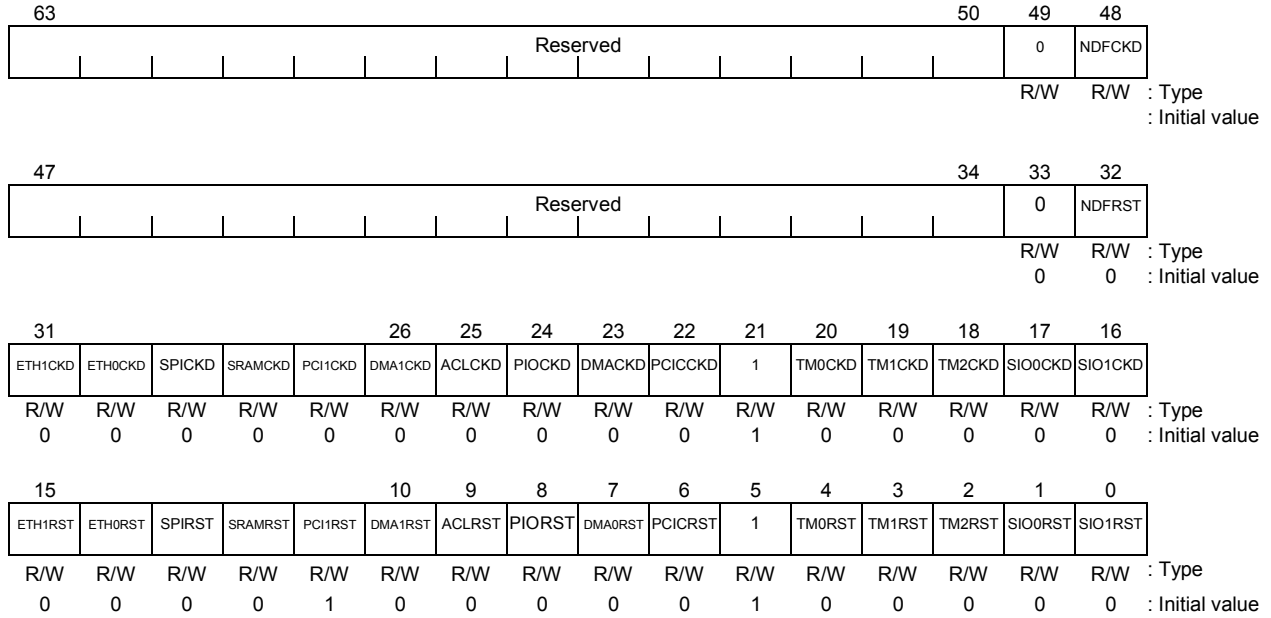 63 50 49 48
Reserved 0 NDFCKD
R/W R/W : Type
: Initial value
47 34 33 32
Reserved 0 NDFRST
R/W R/W : Type
0 0 : Initial value
31 26 25 24 23 22 21 20 19 18 17 16
ETH1CKD ETH0CKD SPICKD SRAMCKD PCI1CKD DMA1CKD ACLCKD PIOCKD DMACKD PCICCKD 1 TM0CKD TM1CKD TM2CKD SIO0CKD SIO1CKD
R/W R/W R/W R/W R/W R/W R/W R/W R/W R/W R/W R/W R/W R/W R/W R/W : Type
0 0 0 0 0 0 0 0 0 0 1 0 0 0 0 0 : Initial value
15 10 9 8 7 6 5 4 3 2 1 0
ETH1RST ETH0RST SPIRST SRAMRST PCI1RST DMA1RST ACLRST PIORST DMA0RST PCICRST 1 TM0RST TM1RST TM2RST SIO0RST SIO1RST
R/W R/W R/W R/W R/W R/W R/W R/W R/W R/W R/W R/W R/W R/W R/W R/W : Type
0 0 0 0 1 0 0 0 0 0 1 0 0 0 0 0 : Initial value